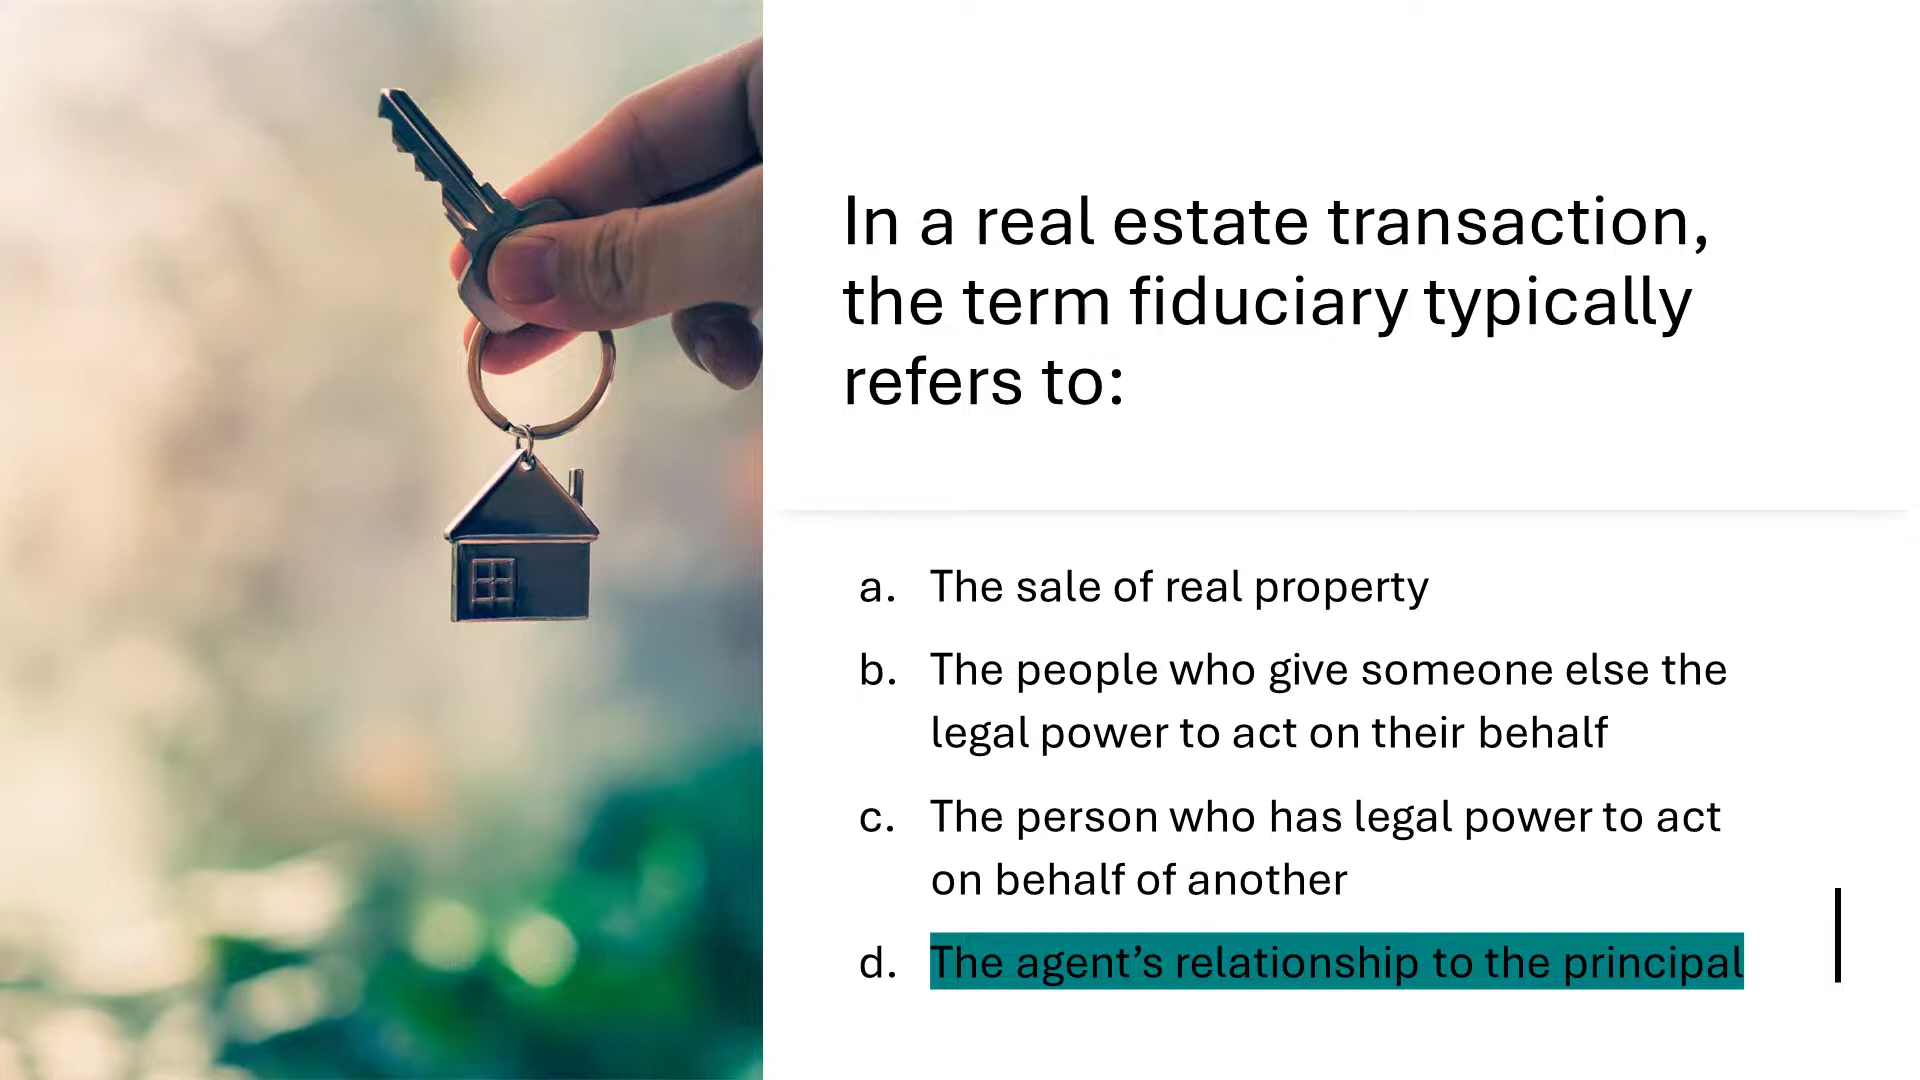 In a real estate transaction,
the term fiduciary typically
refers to:
a. The sale of real property
b. The people who give someone else the
legal power to act on their behalf
c. The person who has legal power to act
on behalf of another
d. The agent’s relationship to the principal